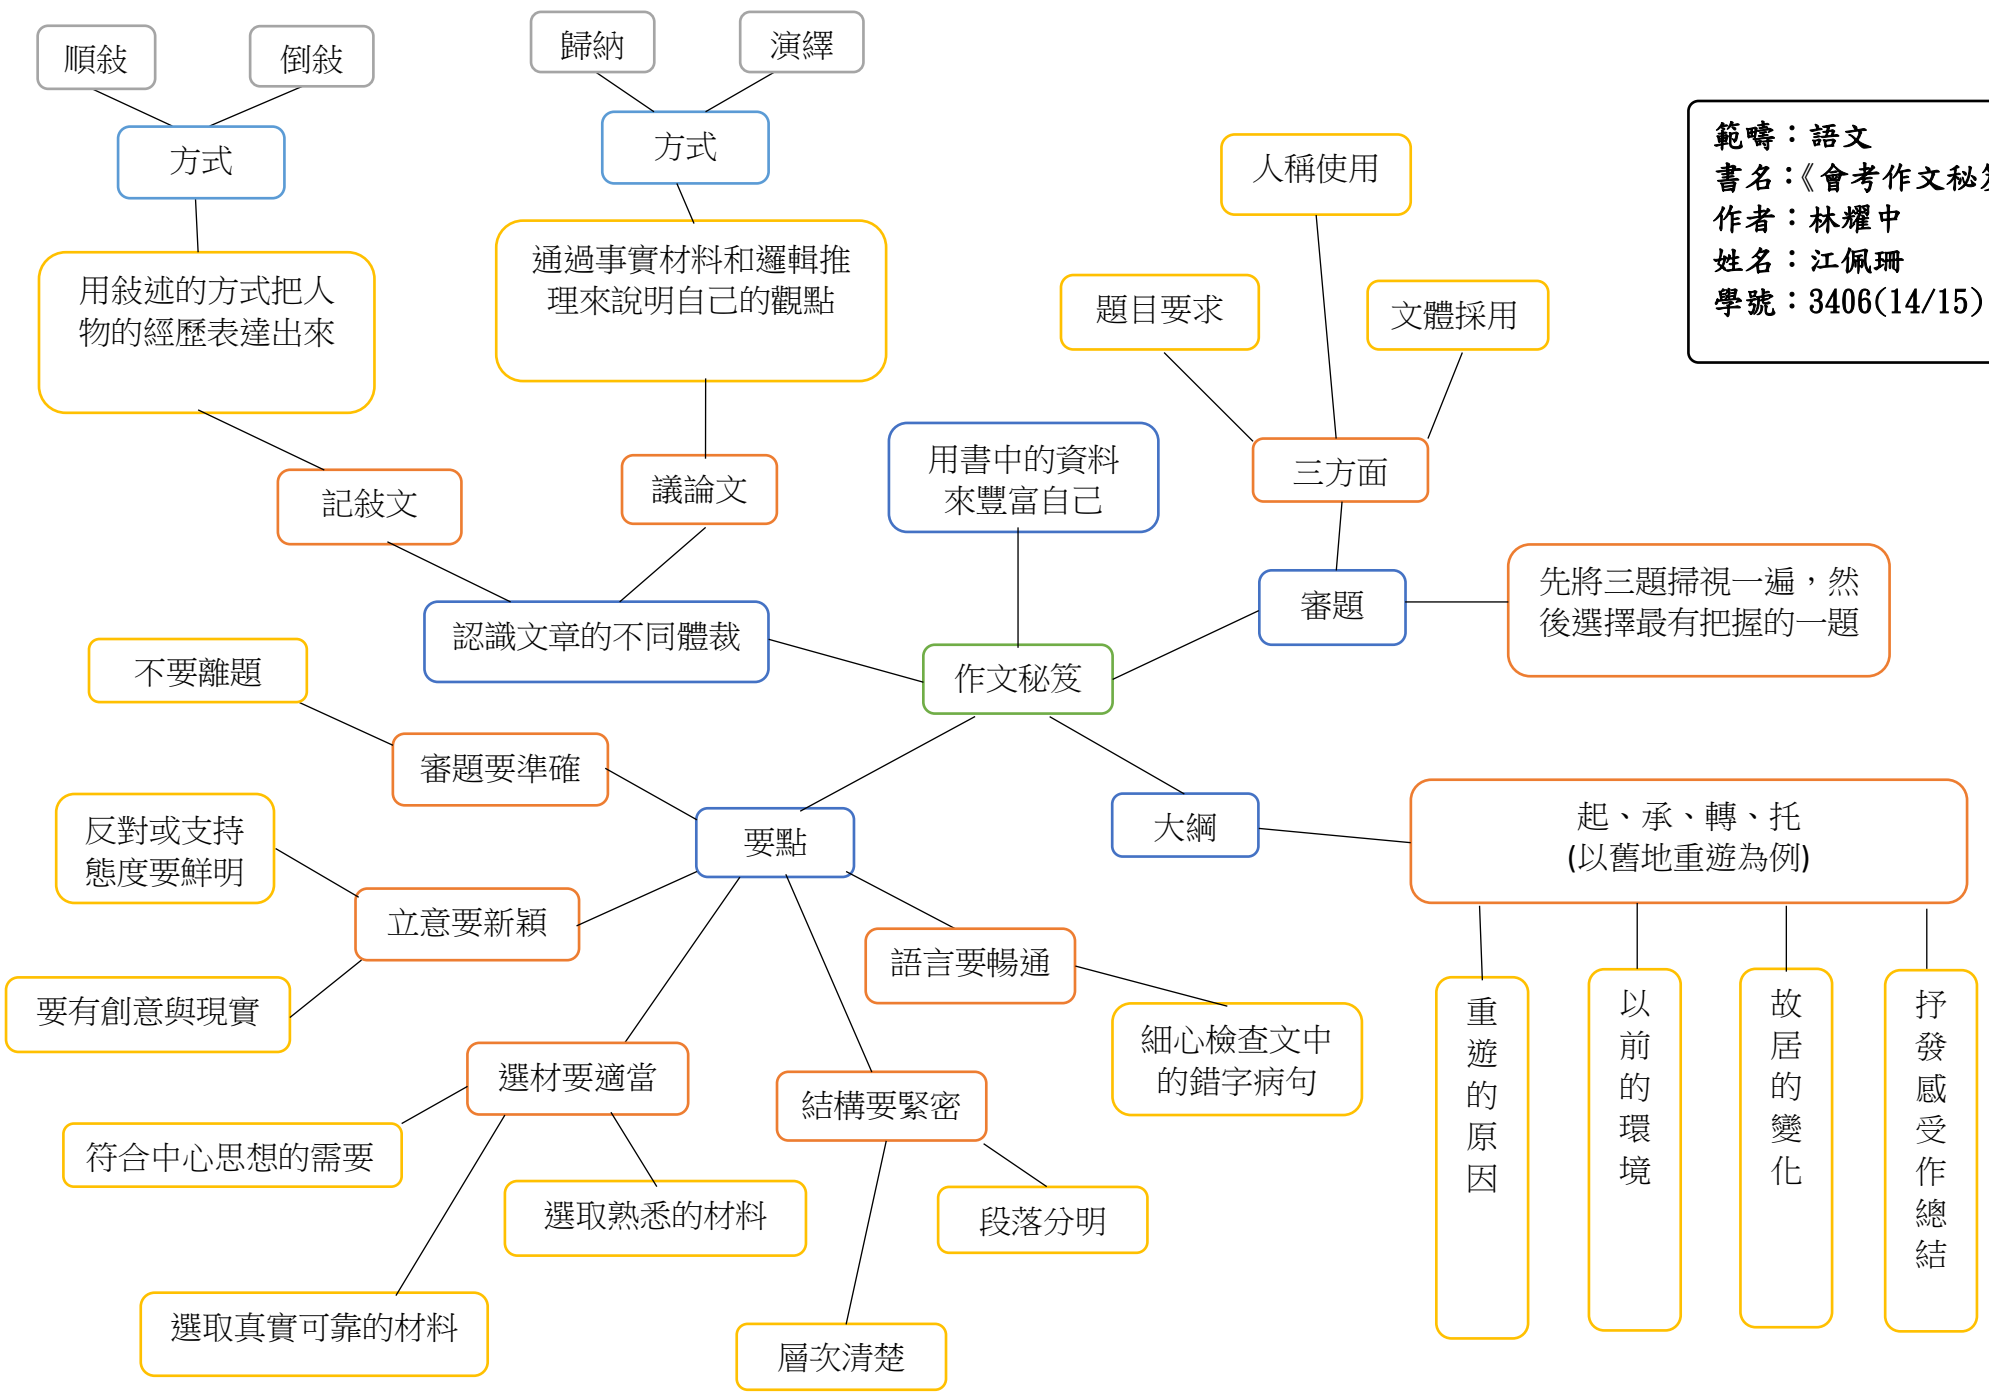 順敍
倒敍
歸納
演繹
方式
方式
人稱使用
範疇：語文
書名：《會考作文秘
作者：林耀中
姓名：江佩珊
學號：3406(14/15)
用敍述的方式把人
物的經歷表達出來
通過事實材料和邏輯推
理來說明自己的觀點
題目要求
文體採用
記敍文
議論文
用書中的資料
來豐富自己
三方面
認識文章的不同體裁
審題
先將三題掃視一遍，然
後選擇最有把握的一題
作文秘笈
不要離題
審題要準確
反對或支持
態度要鮮明
要點
大綱
起、承、轉、托
(以舊地重遊為例)
立意要新穎
語言要暢通
要有創意與現實
細心檢查文中
的錯字病句
選材要適當
結構要緊密
符合中心思想的需要
選取熟悉的材料
段落分明
選取真實可靠的材料
層次清楚
重遊的原因
以前的環境
故居的變化
抒發感受作總結